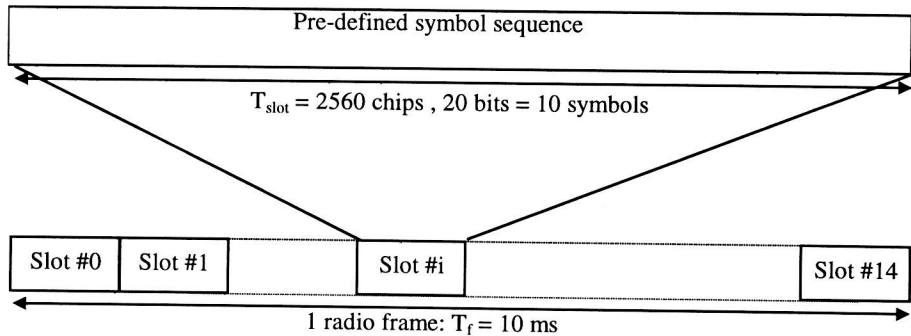 Pre-defined symbol sequence
T_slot = 2560 chips , 20 bits = 10 symbols
Slot #0 Slot #1 Slot #i Slot #14
1 radio frame: T_f = 10 ms